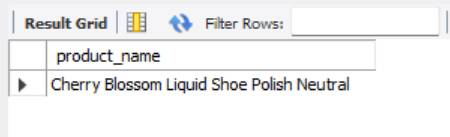 Result Grid Filter Rows:
product_name
Cherry Blossom Liquid Shoe Polish Neutral